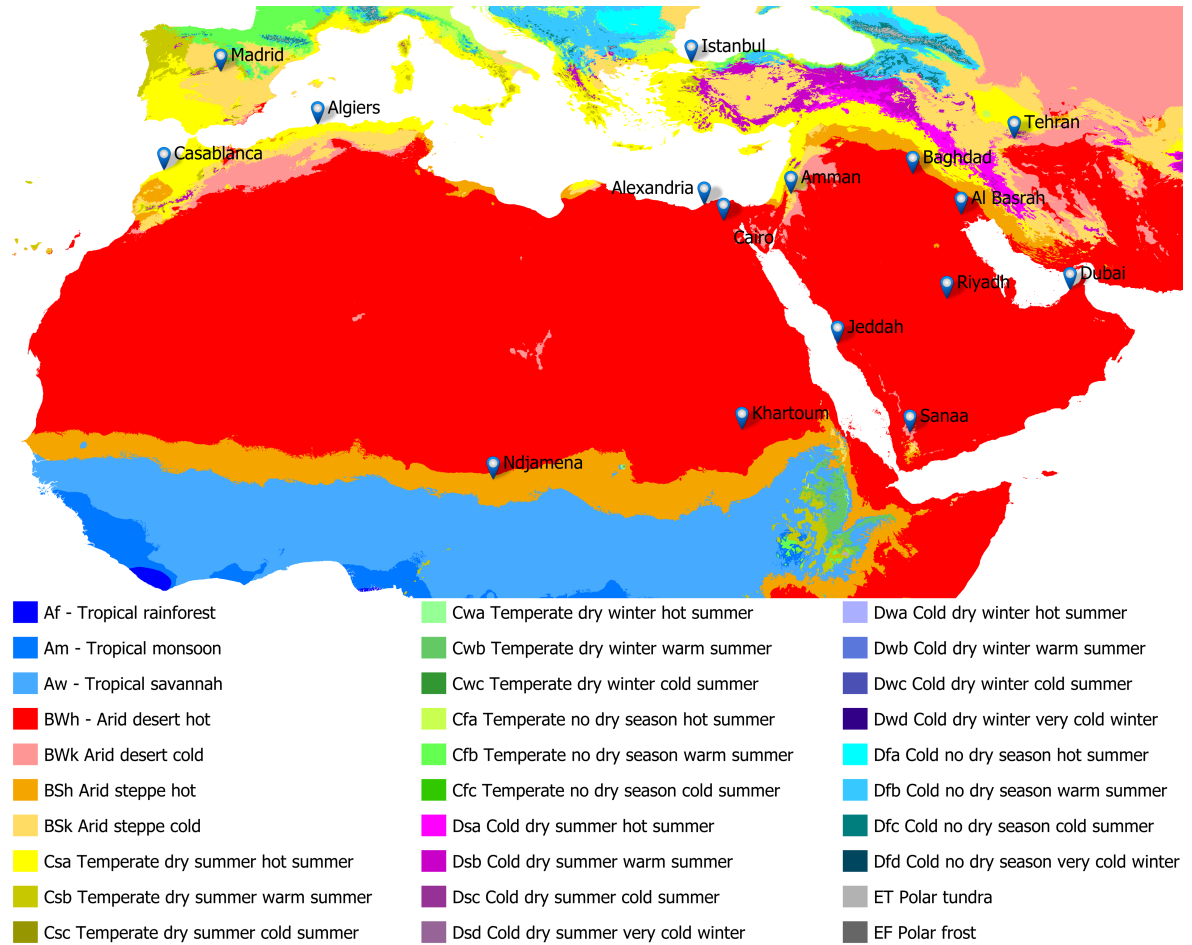 Istanbul
Madrid
Algiers
Tehran
Casablanca
Baghdad
Amman
Alexandria
Al Basrah
Cairo
Dubai
Riyadh
Jeddah
Khartoum
Sanaa
Ndjamena
Af - Tropical rainforest
Am - Tropical monsoon
Aw - Tropical savannah
BWh - Arid desert hot
BWk Arid desert cold
BSh Arid steppe hot
BSk Arid steppe cold
Csa Temperate dry summer hot summer
Csb Temperate dry summer warm summer
Csc Temperate dry summer cold summer
Cwa Temperate dry winter hot summer
Cwb Temperate dry winter warm summer
Cwc Temperate dry winter cold summer
Cfa Temperate no dry season hot summer
Cfb Temperate no dry season warm summer
Cfc Temperate no dry season cold summer
Dsa Cold dry summer hot summer
Dsb Cold dry summer warm summer
Dsc Cold dry summer cold summer
Dsd Cold dry summer very cold winter
Dwa Cold dry winter hot summer
Dwb Cold dry winter warm summer
Dwc Cold dry winter cold summer
Dwd Cold dry winter very cold winter
Dfa Cold no dry season hot summer
Dfb Cold no dry season warm summer
Dfc Cold no dry season cold summer
Dfd Cold no dry season very cold winter
ET Polar tundra
EF Polar frost